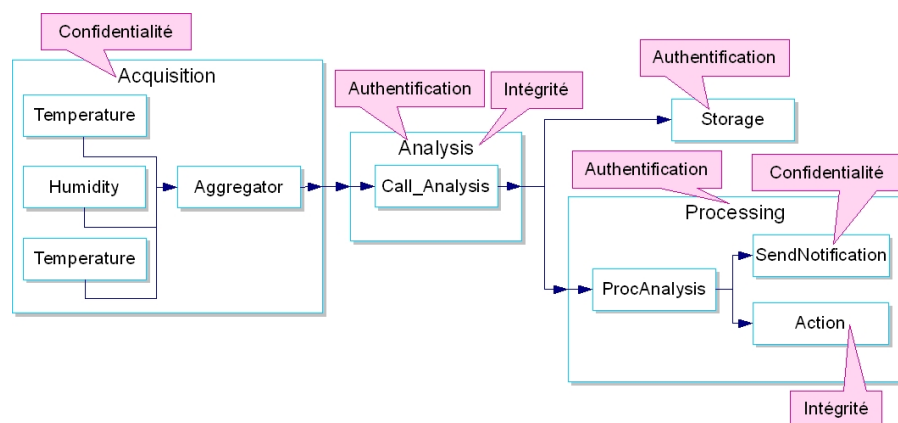 Confidentialité
Acquisition
Temperature
Humidity
Temperature
Aggregator
Authentification
Intégrité
Analysis
Call_Analysis
Authentification
Storage
Authentification
Confidentialité
Processing
ProcAnalysis
SendNotification
Action
Intégrité